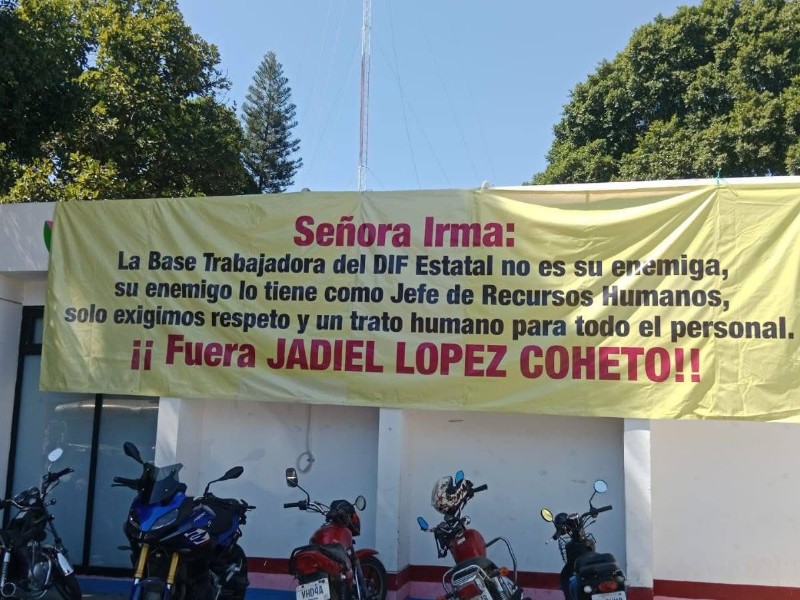 Señora Irma:
La Base Trabajadora del DIF Estatal no es su enemiga,
su enemigo lo tiene como Jefe de Recursos Humanos,
solo exigimos respeto y un trato humano para todo el personal.
¡¡ Fuera JADIEL LOPEZ COHETO!!